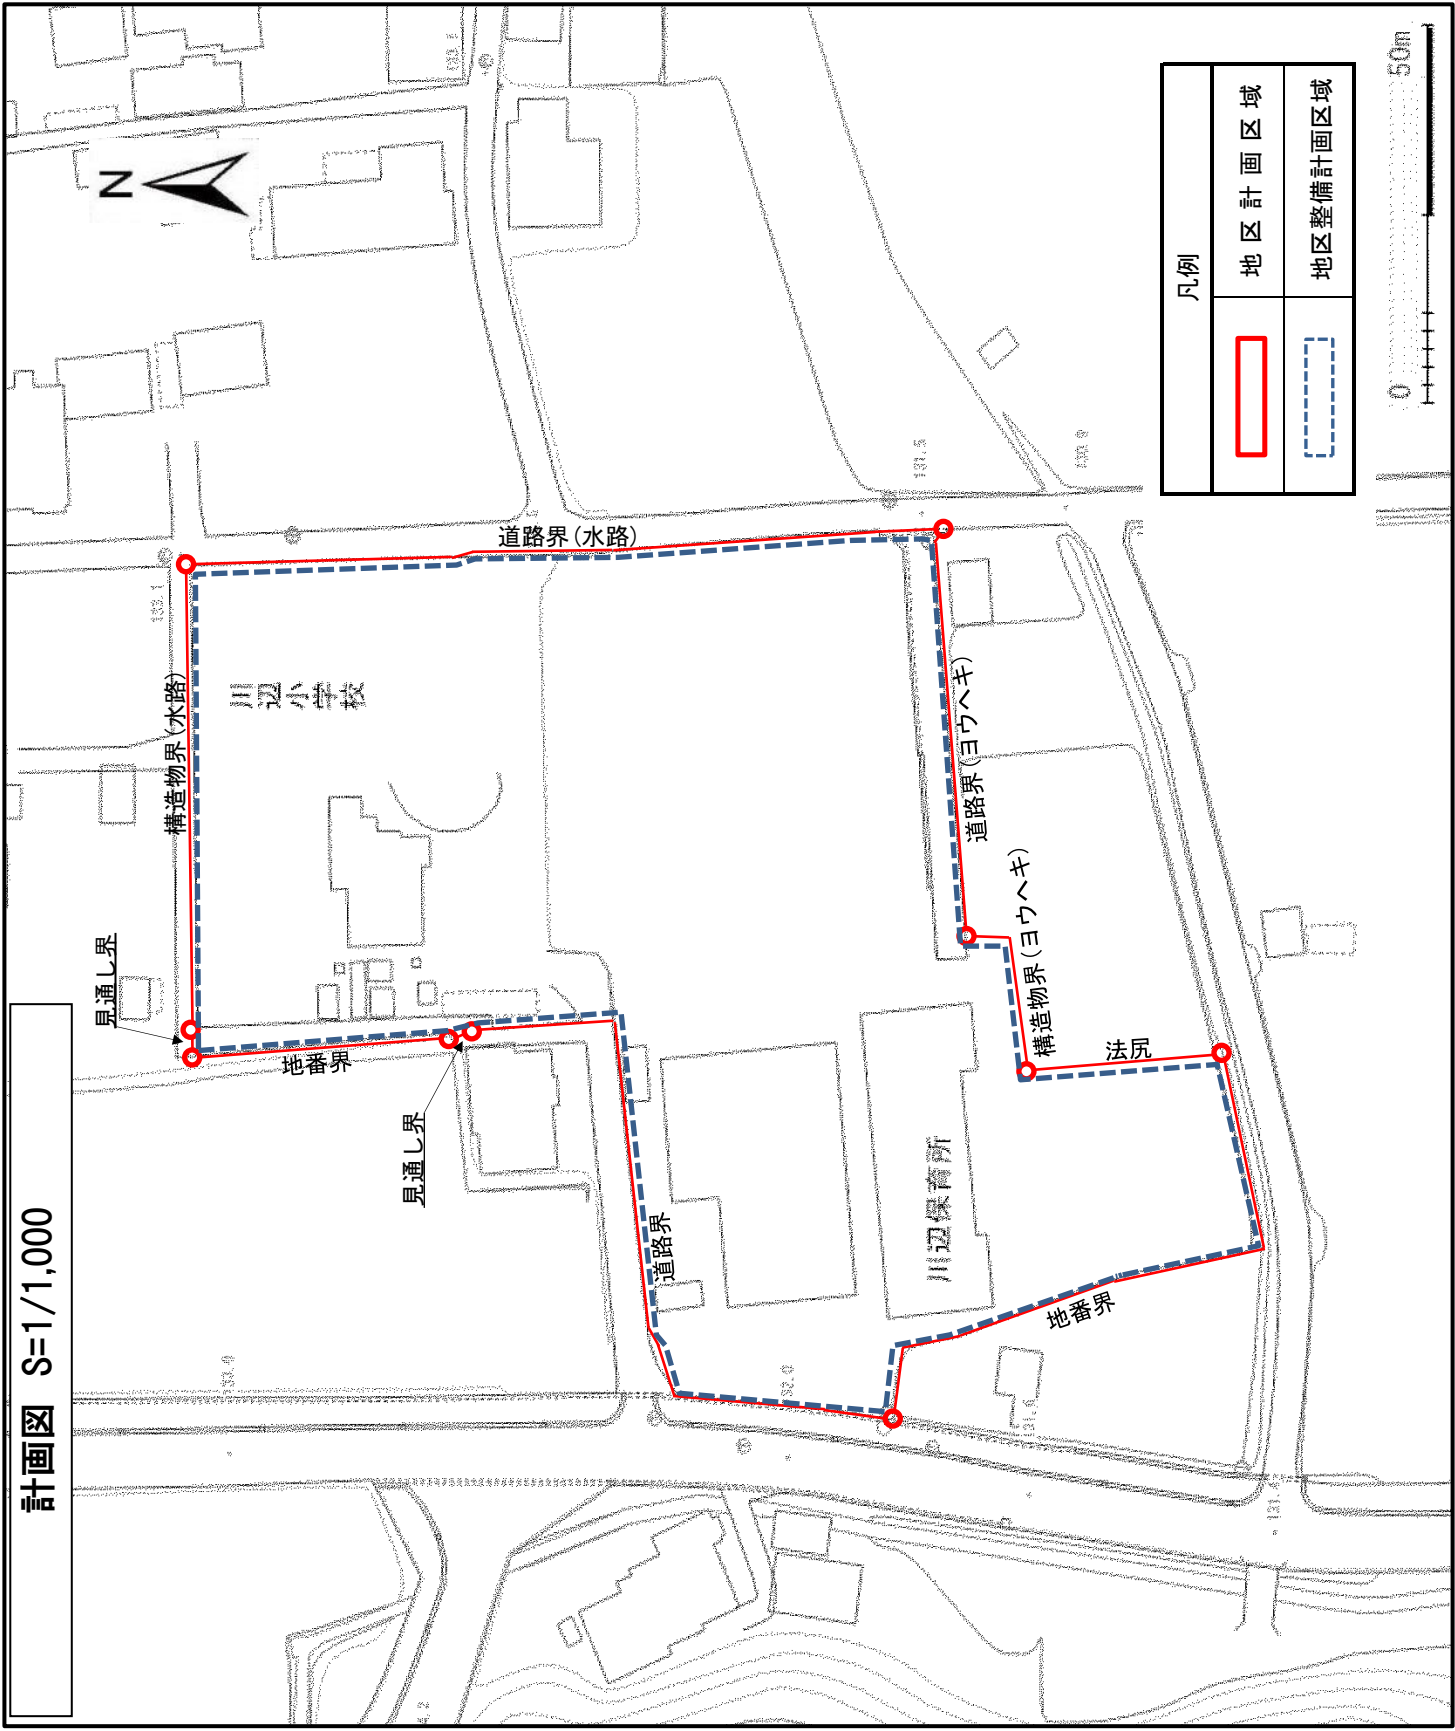 計画図 S=1/1,000
N
見通し界
構造物界(水路)
133.1
川辺小学校
地番界
見通し界
道路界(水路)
道路界
道路界(ヨウヘキ)
構造物界(ヨウヘキ)
法尻
川辺保育所
地番界
131.5
凡例
地区計画区域
地区整備計画区域
0 50m